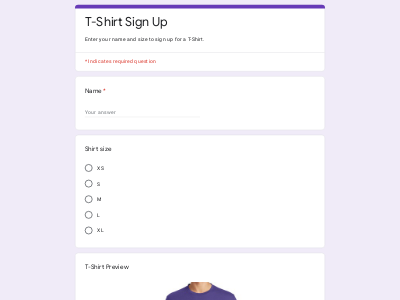 T-Shirt Sign Up
Enter your name and size to sign up for a T-Shirt.
* Indicates required question
Name *
Your answer
Shirt size
XS
S
M
L
XL
T-Shirt Preview